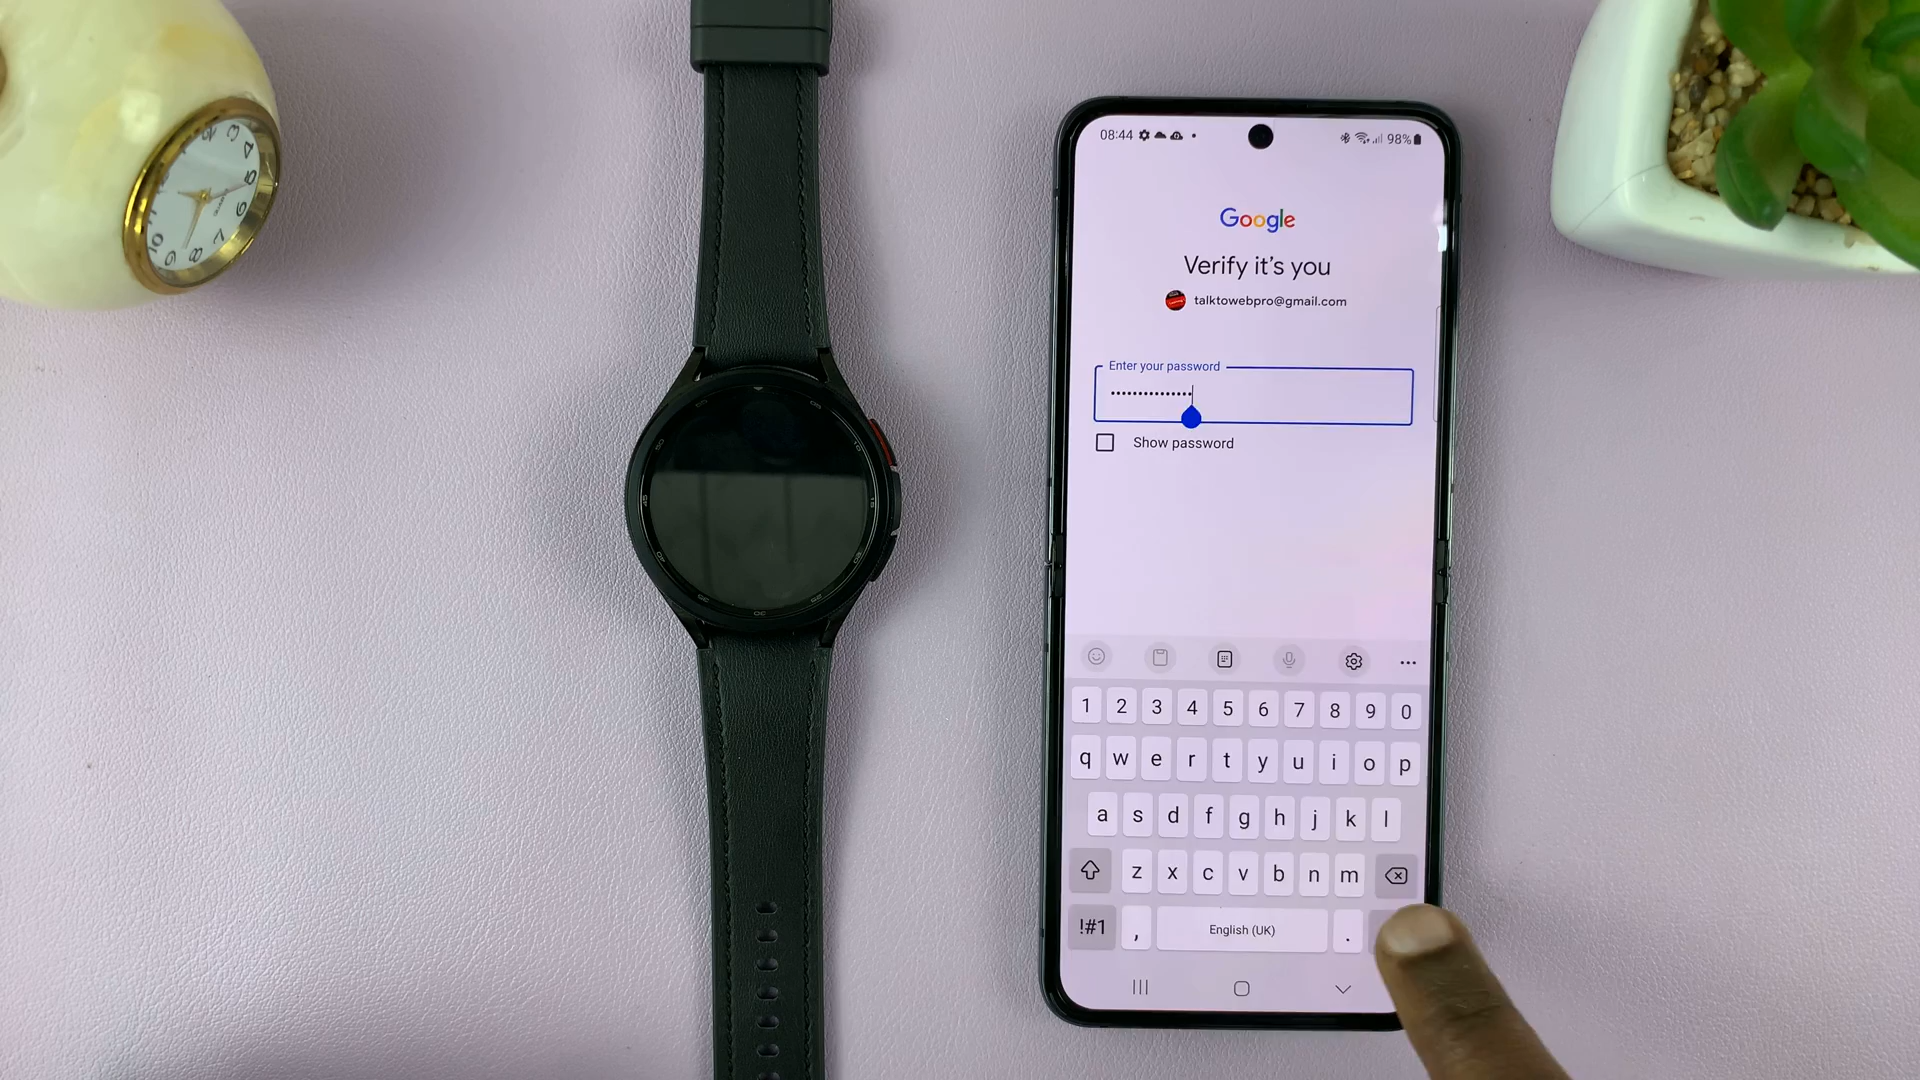 08:44
98%
Google
Verify it's you
talktowebpro@gmail.com
Enter your password
•••••••••••••••
Show password
1 2 3 4 5 6 7 8 9 0
q w e r t y u i o p
a s d f g h j k l
z x c v b n m
!#1 , English (UK) .